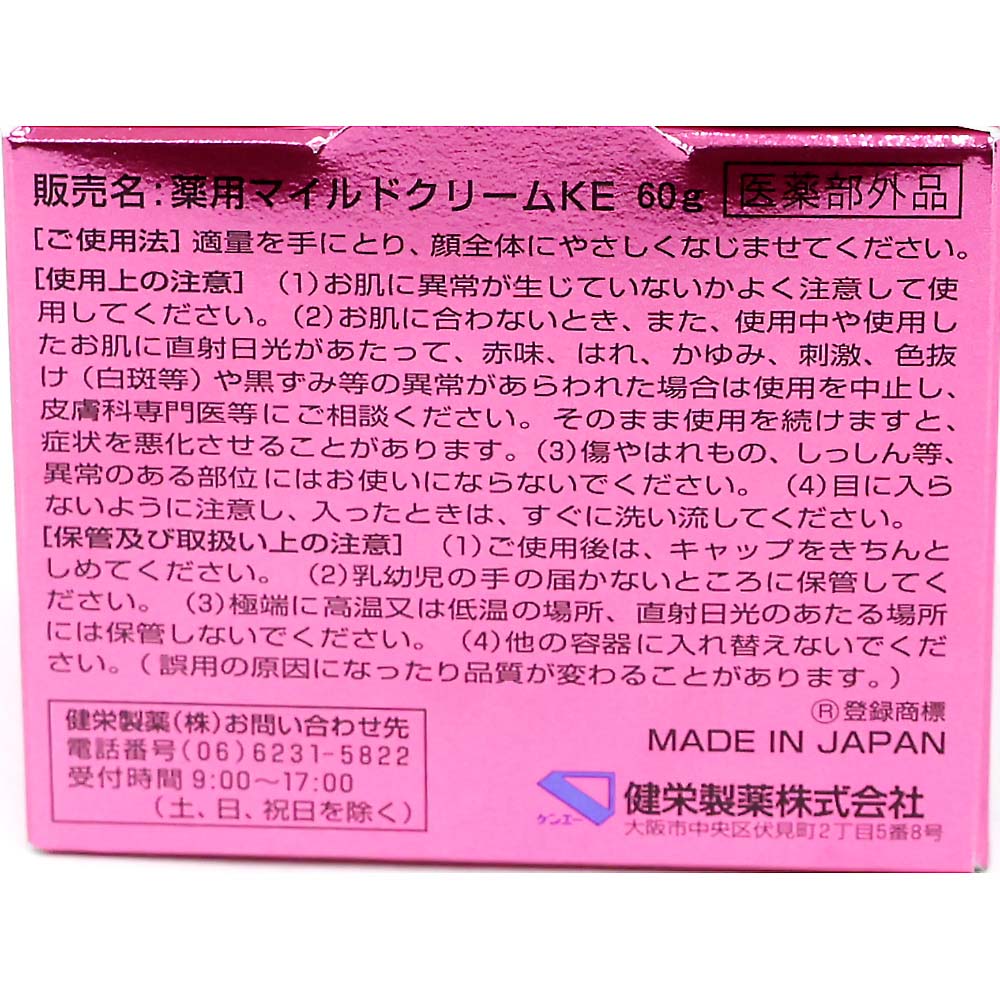 販売名:薬用マイルドクリームKE 60g 医薬部外品
[ご使用法] 適量を手にとり、顔全体にやさしくなじませてください。
[使用上の注意] (1)お肌に異常が生じていないかよく注意して使
用してください。(2)お肌に合わないとき、また、使用中や使用し
たお肌に直射日光があたって、赤味、はれ、かゆみ、刺激、色抜
け(白斑等)や黒ずみ等の異常があらわれた場合は使用を中止し、
皮膚科専門医等にご相談ください。そのまま使用を続けますと、
症状を悪化させることがあります。(3)傷やはれもの、しっしん等、
異常のある部位にはお使いにならないでください。(4)目に入ら
ないように注意し、入ったときは、すぐに洗い流してください。
[保管及び取扱い上の注意] (1)ご使用後は、キャップをきちんと
しめてください。(2)乳幼児の手の届かないところに保管してく
ださい。(3)極端に高温又は低温の場所、直射日光のあたる場所
には保管しないでください。(4)他の容器に入れ替えないでくだ
さい。(誤用の原因になったり品質が変わることがあります。)
®登録商標
MADE IN JAPAN
健栄製薬(株)お問い合わせ先
電話番号(06)6231-5822
受付時間 9:00〜17:00
(土、日、祝日を除く)
ケンエー 健栄製薬株式会社
大阪市中央区伏見町2丁目5番8号